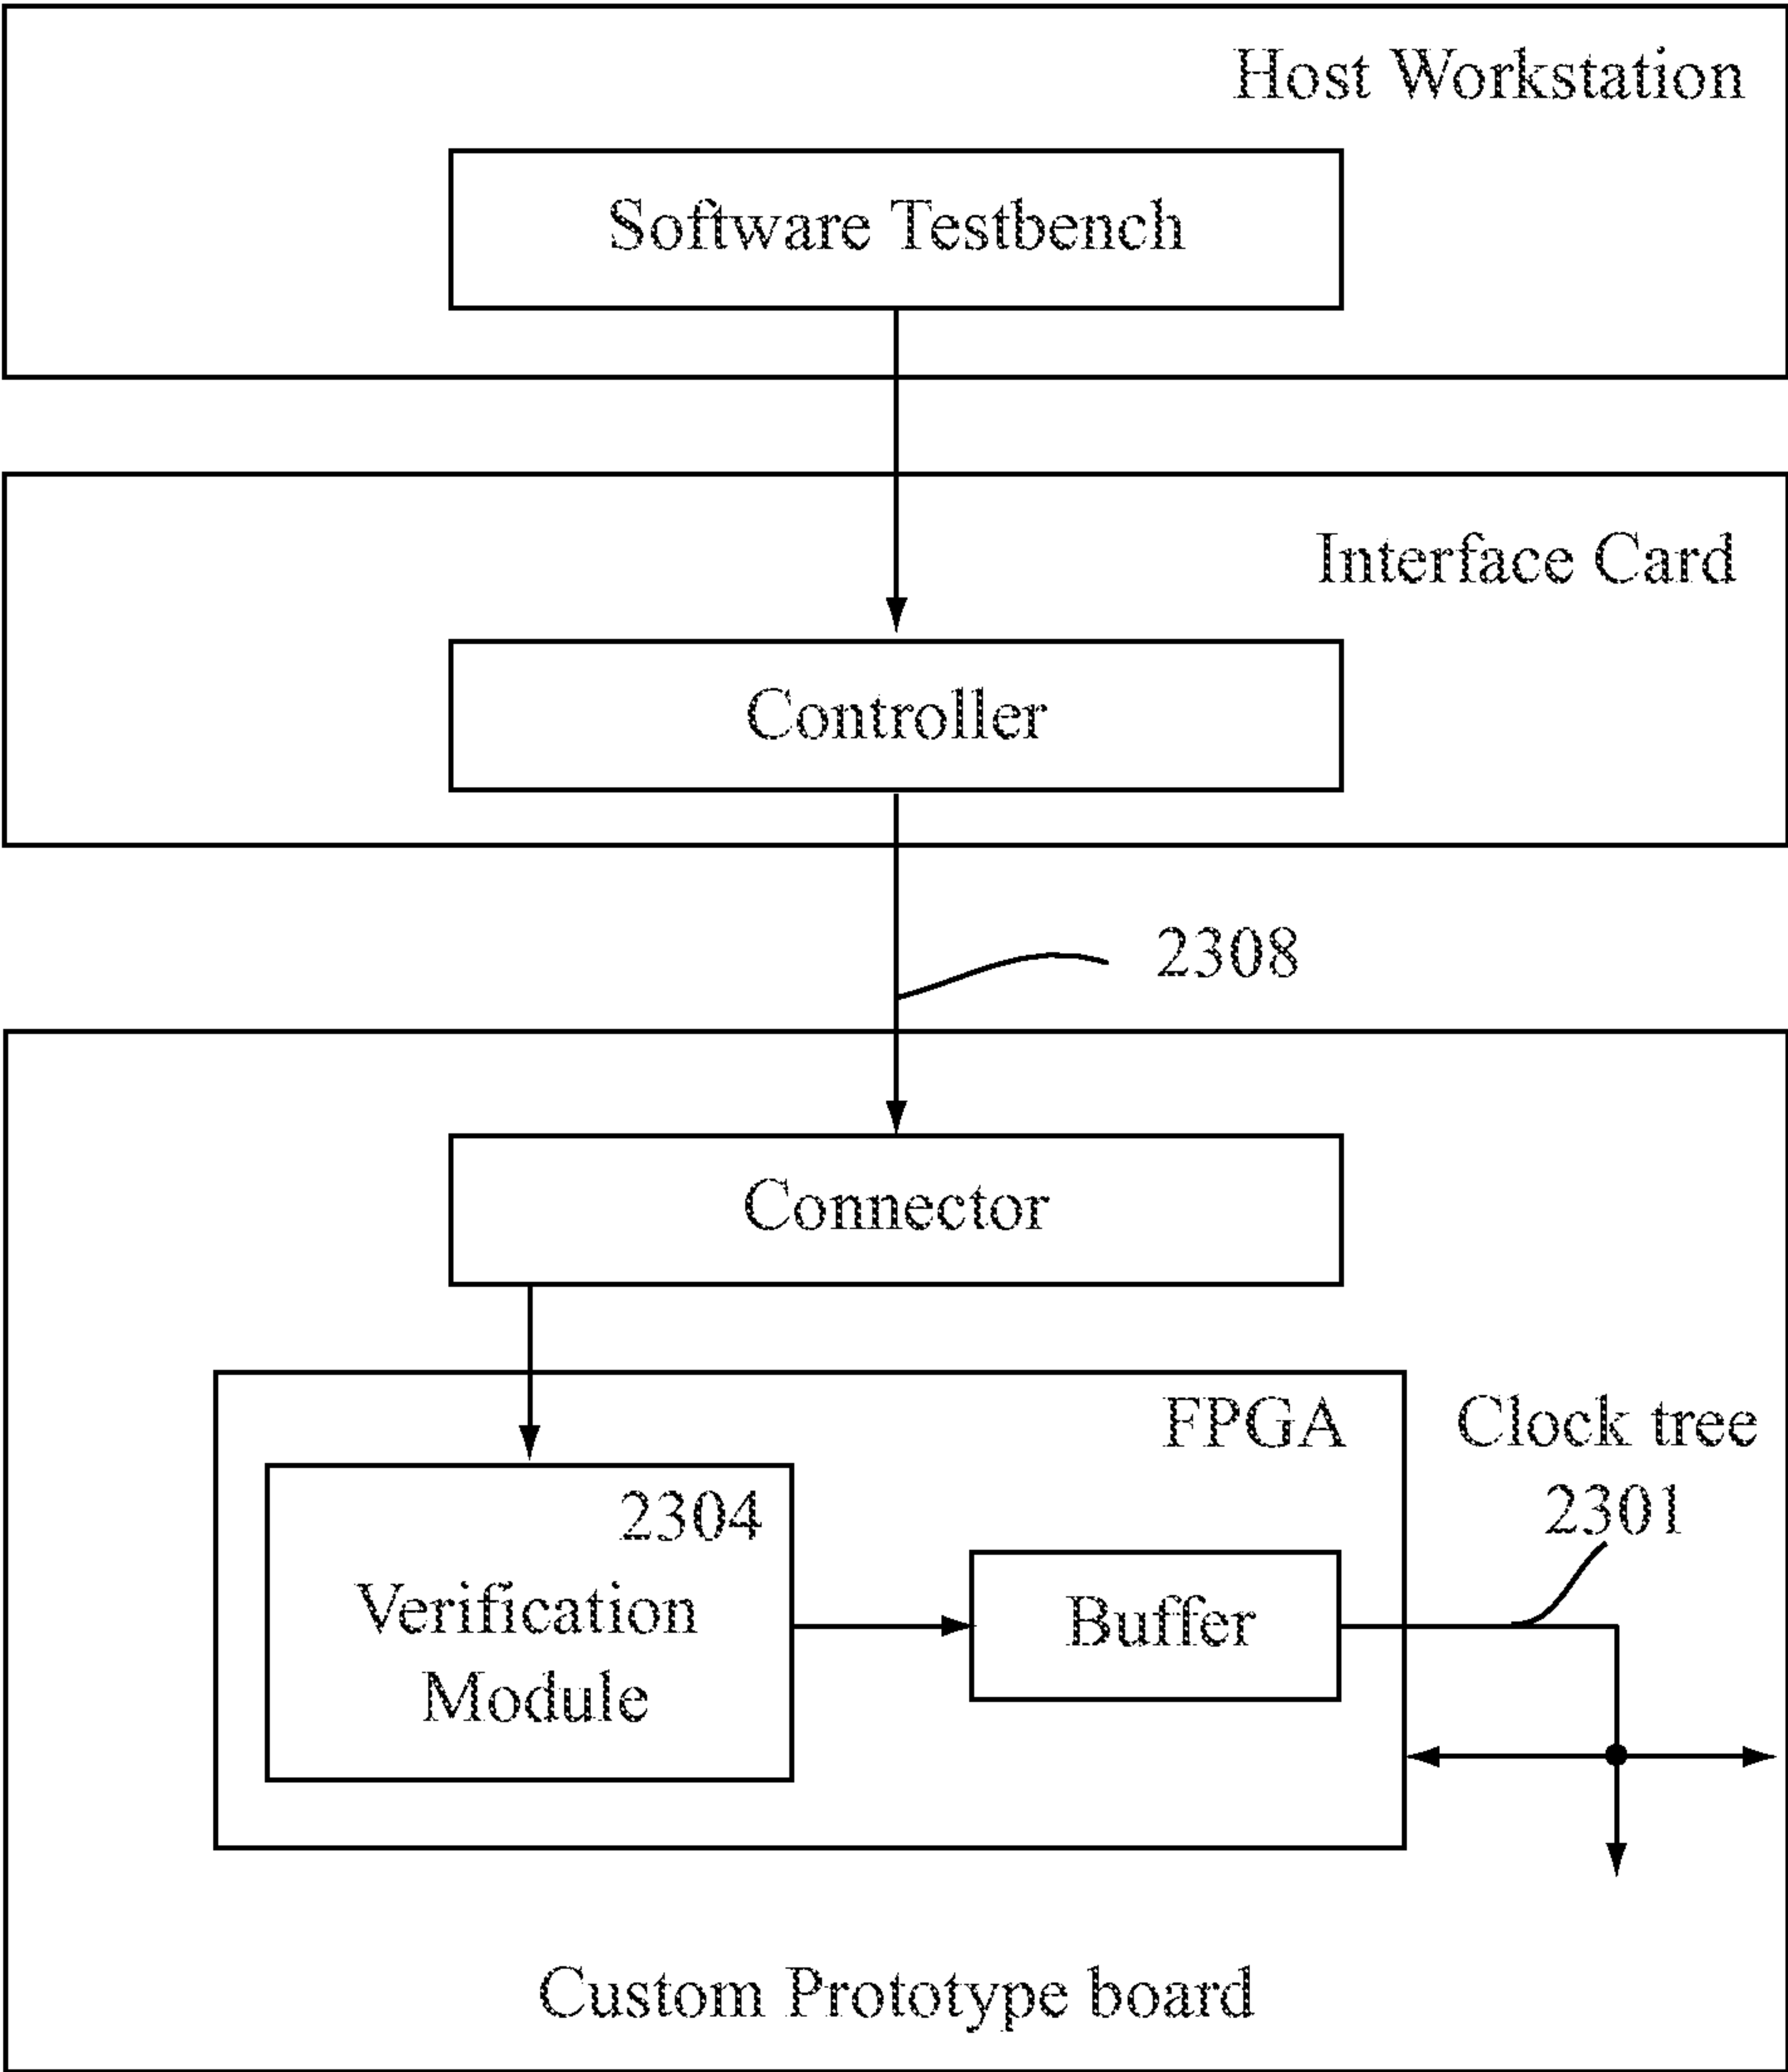 Host Workstation
Software Testbench
Interface Card
Controller
2308
Connector
FPGA
Clock tree
2301
2304
Verification
Module
Buffer
Custom Prototype board